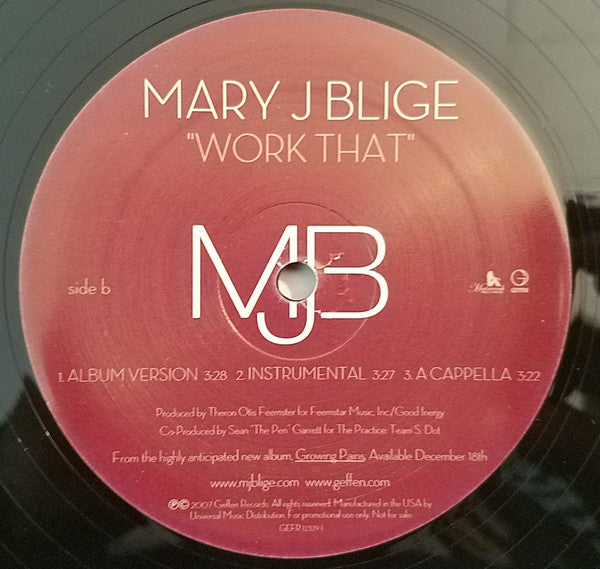 MARY J BLIGE
"WORK THAT"
MJB
side b
GEFFEN
1. ALBUM VERSION 3:28 2. INSTRUMENTAL 3:27 3. A CAPPELLA 3:22
Produced by Theron Otis Feemster for Feemstar Music, Inc/Good Inergy
Co-Produced by Sean "The Pen" Garrett for The Practice: Team S. Dot
From the highly anticipated new album, Growing Pains, Available December 18th
www.mjblige.com www.geffen.com
℗© 2007 Geffen Records. All rights reserved. Manufactured in the USA by
Universal Music Distribution. For promotional use only. Not for sale.